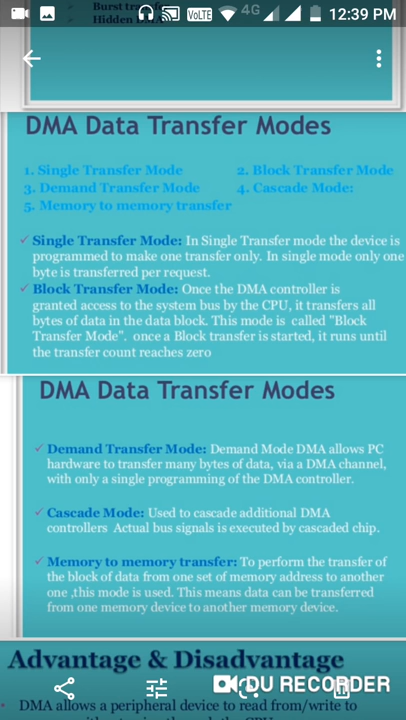 VoLTE
4G
12:39 PM
Burst transf
Hidden DMA
DMA Data Transfer Modes
1. Single Transfer Mode 2. Block Transfer Mode
3. Demand Transfer Mode 4. Cascade Mode:
5. Memory to memory transfer
Single Transfer Mode: In Single Transfer mode the device is
programmed to make one transfer only. In single mode only one
byte is transferred per request.
Block Transfer Mode: Once the DMA controller is
granted access to the system bus by the CPU, it transfers all
bytes of data in the data block. This mode is called "Block
Transfer Mode". once a Block transfer is started, it runs until
the transfer count reaches zero
DMA Data Transfer Modes
Demand Transfer Mode: Demand Mode DMA allows PC
hardware to transfer many bytes of data, via a DMA channel,
with only a single programming of the DMA controller.
Cascade Mode: Used to cascade additional DMA
controllers Actual bus signals is executed by cascaded chip.
Memory to memory transfer: To perform the transfer of
the block of data from one set of memory address to another
one ,this mode is used. This means data can be transferred
from one memory device to another memory device.
Advantage & Disadvantage
DU RECORDER
DMA allows a peripheral device to read from/write to